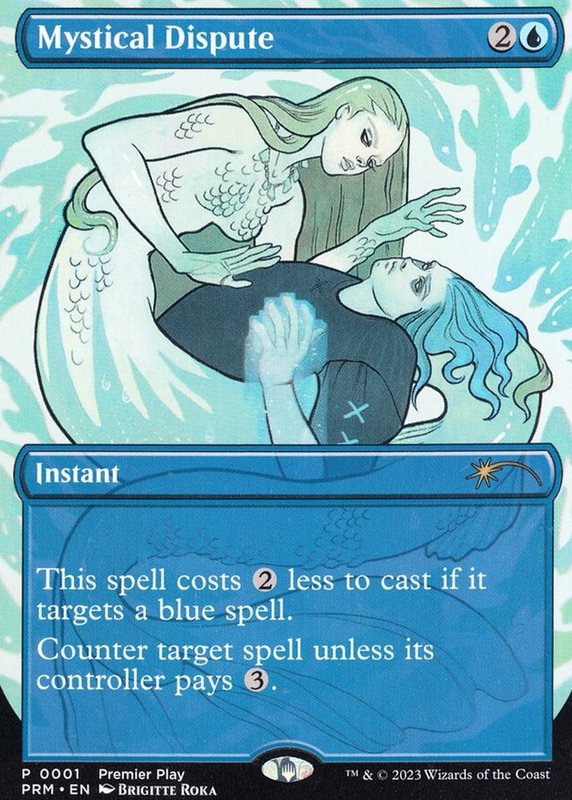 Mystical Dispute 2
Instant
This spell costs 2 less to cast if it
targets a blue spell.
Counter target spell unless its
controller pays 3.
P 0001 Premier Play
PRM • EN Brigitte Roka
™ & © 2023 Wizards of the Coast